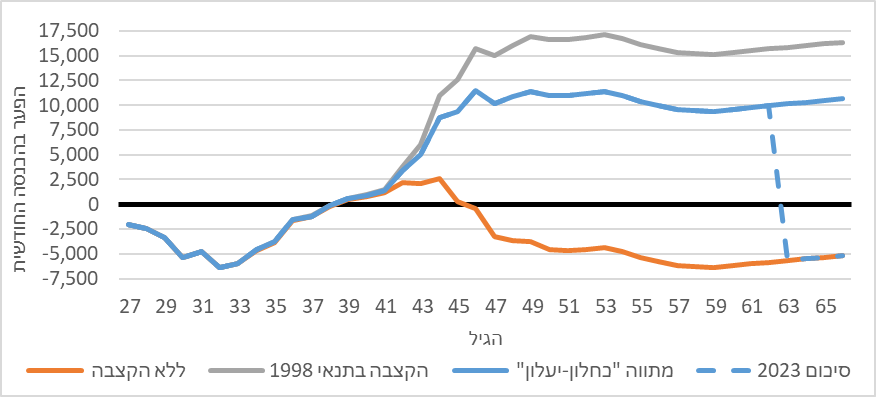 17,500
15,000
12,500
10,000
7,500
5,000
2,500
0
-2,500
-5,000
-7,500
הפער בהכנסה החודשית
27 29 31 33 35 37 39 41 43 45 47 49 51 53 55 57 59 61 63 65
הגיל
ללא הקצבה הקצבה בתנאי 1998 מתווה "כחלון-יעלון" סיכום 2023